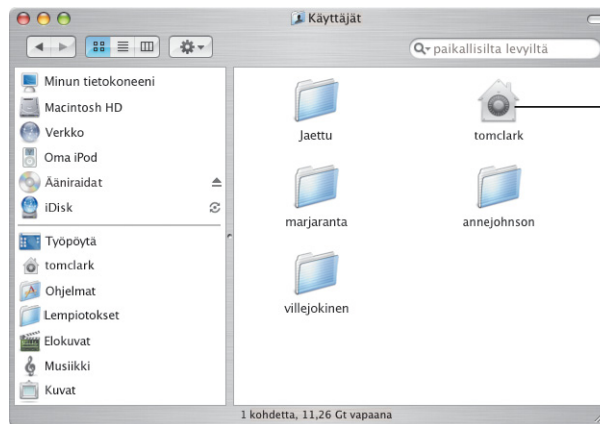 Käyttäjät
paikallisilta levyiltä
Minun tietokoneeni
Macintosh HD
Verkko
Oma iPod
Ääniraidat
iDisk
Työpöytä
tomclark
Ohjelmat
Lempiotokset
Elokuvat
Musiikki
Kuvat
Jaettu
tomclark
marjaranta
annejohnson
villejokinen
1 kohdetta, 11,26 Gt vapaana